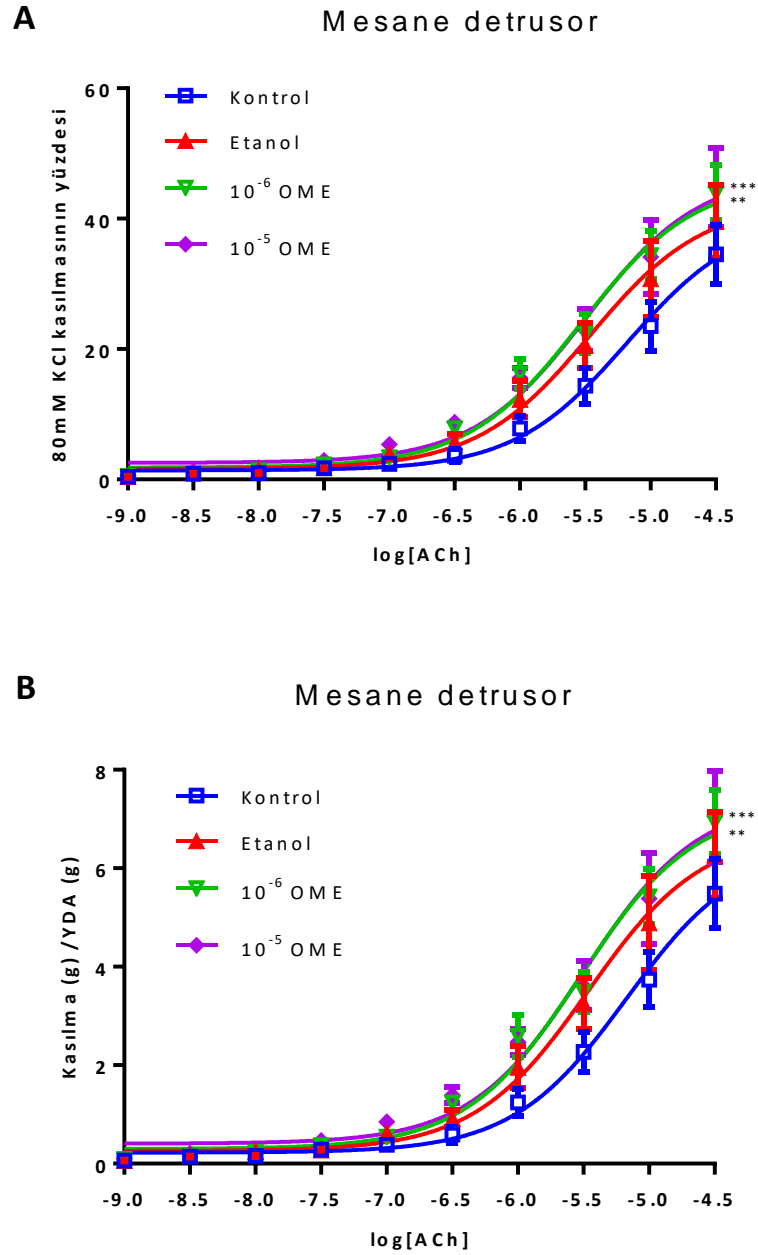 A
Mesane detrusor
80mM KCl kasılmasının yüzdesi
60
40
20
0
Kontrol
Etanol
10-6 OME
10-5 OME
***
**
-9.0 -8.5 -8.0 -7.5 -7.0 -6.5 -6.0 -5.5 -5.0 -4.5
log[ACh]
B
Mesane detrusor
Kasılma (g) /YDA (g)
8
6
4
2
0
Kontrol
Etanol
10-6 OME
10-5 OME
***
**
-9.0 -8.5 -8.0 -7.5 -7.0 -6.5 -6.0 -5.5 -5.0 -4.5
log[ACh]